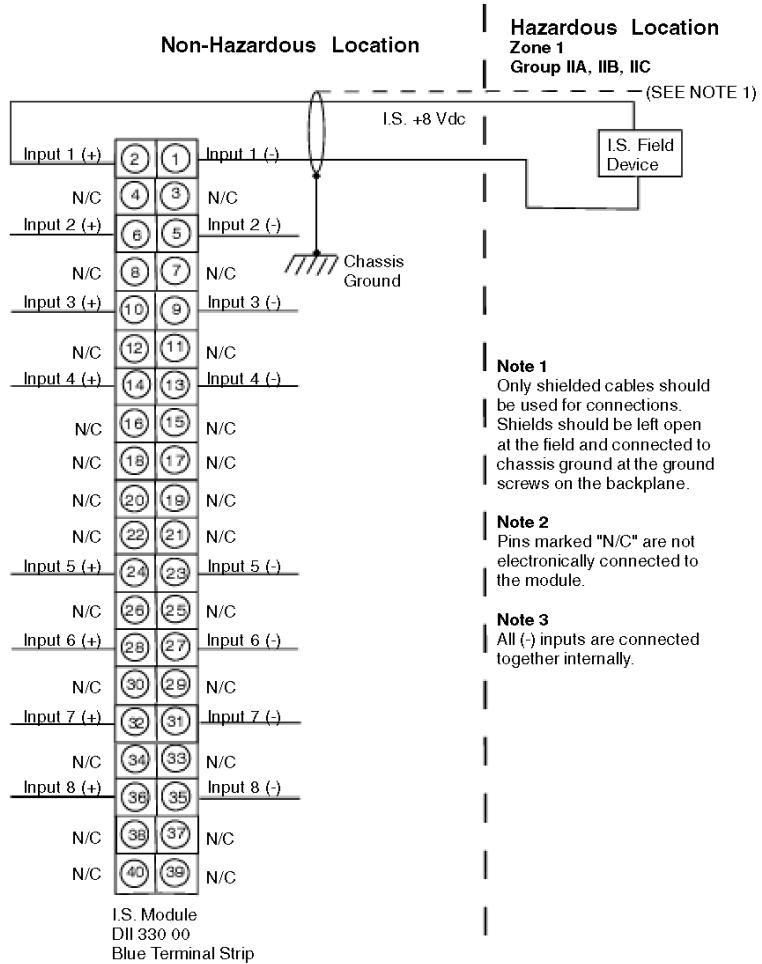 Non-Hazardous Location
Hazardous Location
Zone 1
Group IIA, IIB, IIC
(SEE NOTE 1)
I.S. +8 Vdc
I.S. Field
Device
Input 1 (+) 2 1 Input 1 (-)
N/C 4 3 N/C
Input 2 (+) 6 5 Input 2 (-)
N/C 8 7 N/C
Chassis
Ground
Input 3 (+) 10 9 Input 3 (-)
N/C 12 11 N/C
Input 4 (+) 14 13 Input 4 (-)
N/C 16 15 N/C
N/C 18 17 N/C
N/C 20 19 N/C
N/C 22 21 N/C
Input 5 (+) 24 23 Input 5 (-)
N/C 26 25 N/C
Input 6 (+) 28 27 Input 6 (-)
N/C 30 29 N/C
Input 7 (+) 32 31 Input 7 (-)
N/C 34 33 N/C
Input 8 (+) 36 35 Input 8 (-)
N/C 38 37 N/C
N/C 40 39 N/C
Note 1
Only shielded cables should
be used for connections.
Shields should be left open
at the field and connected to
chassis ground at the ground
screws on the backplane.
Note 2
Pins marked "N/C" are not
electronically connected to
the module.
Note 3
All (-) inputs are connected
together internally.
I.S. Module
DII 330 00
Blue Terminal Strip